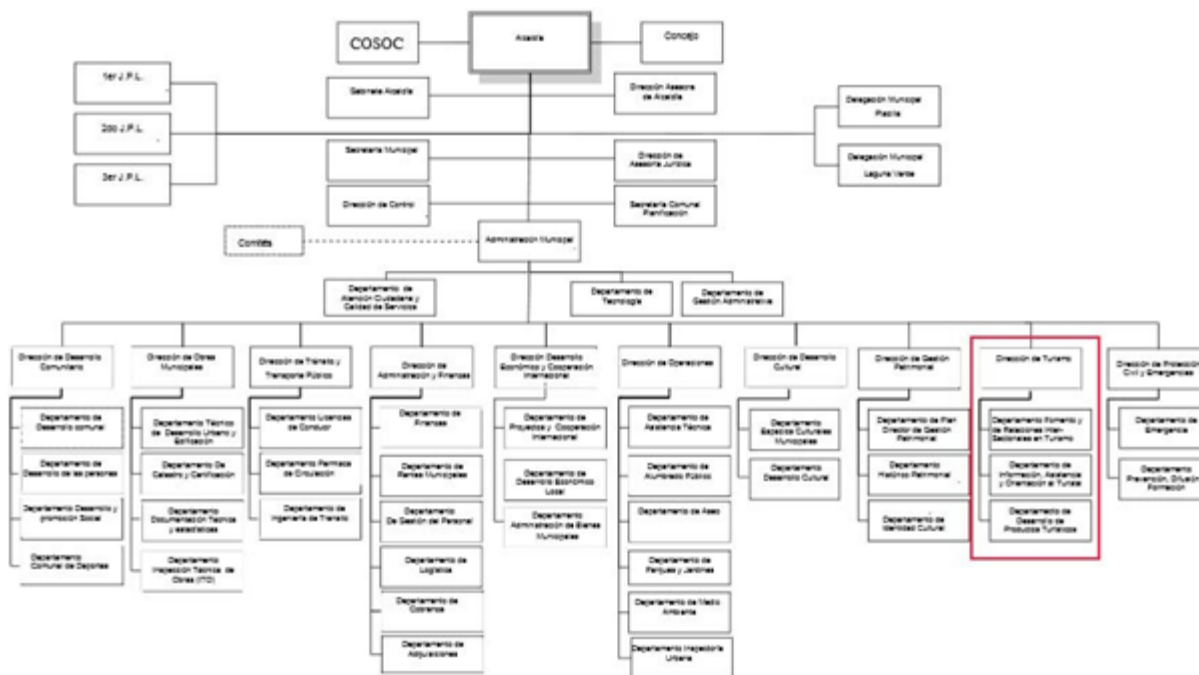 COSOC
Alcaldía
Concejo
1er J.P.L.
2do J.P.L.
3er J.P.L.
Gabinete Alcaldía
Dirección Asesora
de Alcaldía
Delegación Municipal
Placilla
Delegación Municipal
Laguna Verde
Secretaría Municipal
Dirección de
Asesoría Jurídica
Dirección de Control
Secretaría Comunal
Planificación
Comités
Administración Municipal
Departamento de
Atención Ciudadana y
Calidad de Servicios
Departamento de
Tecnología
Departamento de
Gestión Administrativa
Dirección de Desarrollo
Comunitario
Departamento de
Desarrollo comunal
Departamento de
Desarrollo de las personas
Departamento Desarrollo y
promoción Social
Departamento
Comunal de Deportes
Dirección de Obras
Municipales
Departamento Técnico
de Desarrollo Urbano y
Edificación
Departamento De
Catastro y Certificación
Departamento
Documentación Técnica
y estadísticas
Departamento
Inspección Técnica de
Obras (ITO)
Dirección de Tránsito y
Transporte Público
Departamento Licencias
de Conducir
Departamento Permisos
de Circulación
Departamento de
Ingeniería de Tránsito
Dirección de
Administración y Finanzas
Departamento de
Finanzas
Departamento de
Rentas Municipales
Departamento
De Gestión del Personal
Departamento de
Logística
Departamento de
Cobranza
Departamento de
Adquisiciones
Dirección Desarrollo
Económico y Cooperación
Internacional
Departamento de
Proyectos y Cooperación
Internacional
Departamento de
Desarrollo Económico
Local
Departamento
Administración de Bienes
Municipales
Dirección de Operaciones
Departamento de
Asistencia Técnica
Departamento de
Alumbrado Público
Departamento de Aseo
Departamento de
Parques y Jardines
Departamento de Medio
Ambiente
Departamento Inspectoría
Urbana
Dirección de Desarrollo
Cultural
Departamento
Espacios Culturales
Municipales
Departamento
Desarrollo Cultural
Dirección de Gestión
Patrimonial
Departamento de Plan
Director de Gestión
Patrimonial
Departamento
Histórico Patrimonial
Departamento de
Identidad Cultural
Dirección de Turismo
Departamento Fomento y
de Relaciones Inter-
Sectoriales en Turismo
Departamento de
Información, Asistencia
y Orientación al Turista
Departamento de
Desarrollo de
Productos Turísticos
Dirección de Protección
Civil y Emergencias
Departamento de
Emergencia
Departamento
Prevención, Difusión
Formación